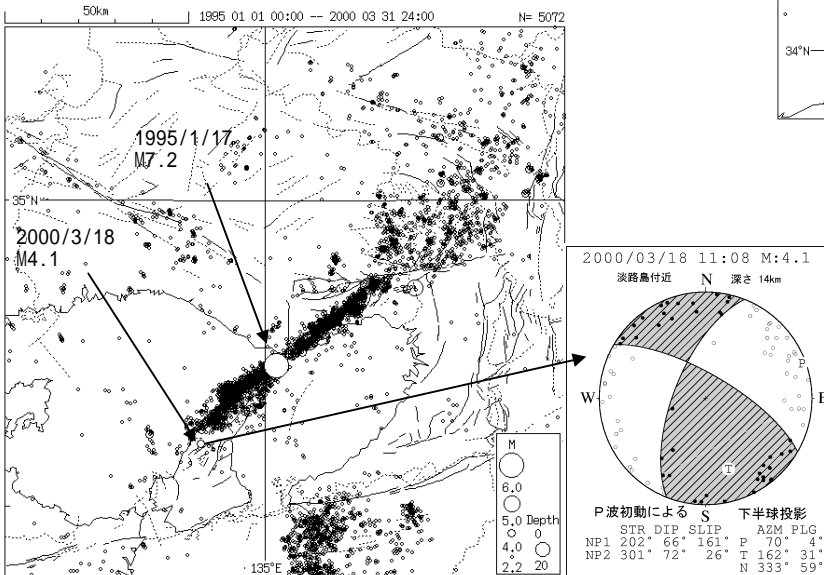 50km
1995 01 01 00:00 -- 2000 03 31 24:00 N= 5072
34°N
1995/1/17
M7.2
35°N
2000/3/18
M4.1
M
6.0
5.0 Depth
0
4.0
2.2 20
135°E
2000/03/18 11:08 M:4.1
淡路島付近 N 深さ 14km
P
W E
T
P波初動による S 下半球投影
STR DIP SLIP AZM PLG
NP1 202° 66° 161° P 70° 4°
NP2 301° 72° 26° T 162° 31°
N 333° 59°